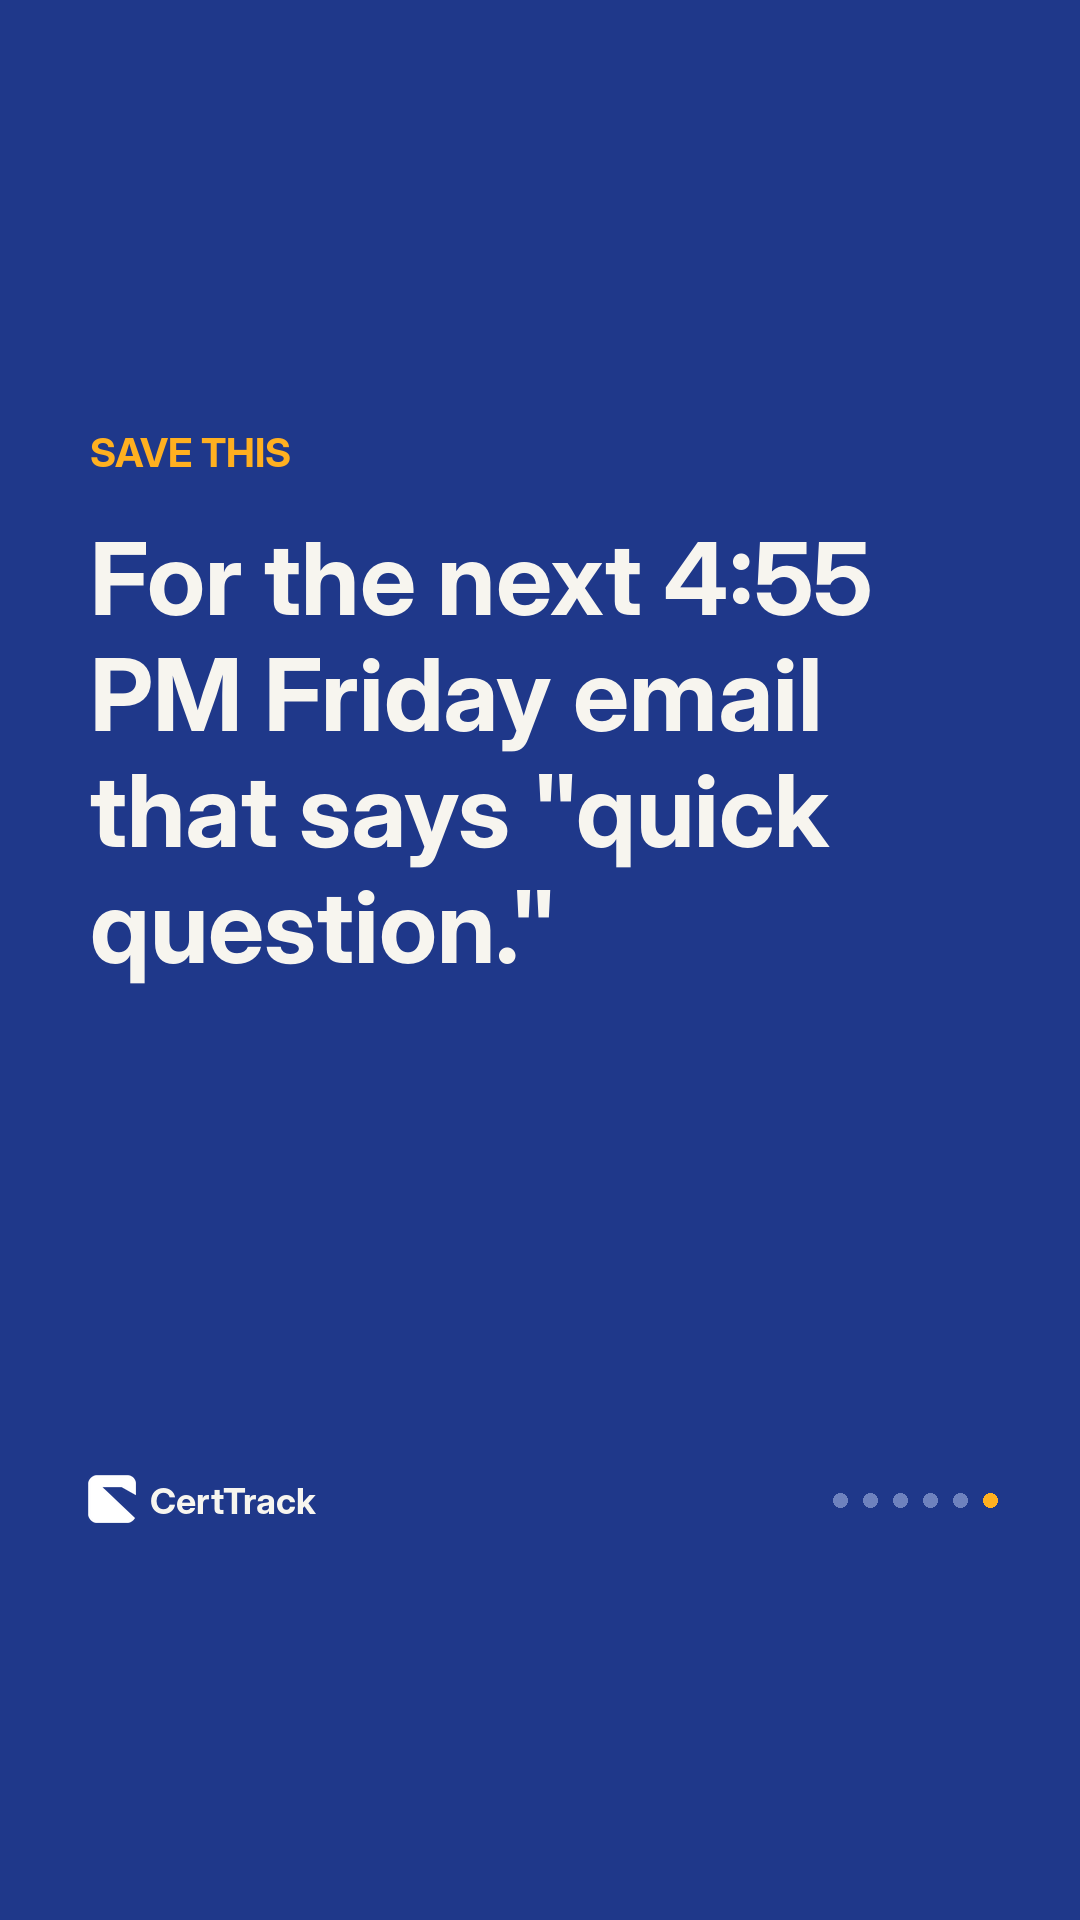 SAVE THIS
For the next 4:55
PM Friday email
that says "quick
question."
CertTrack